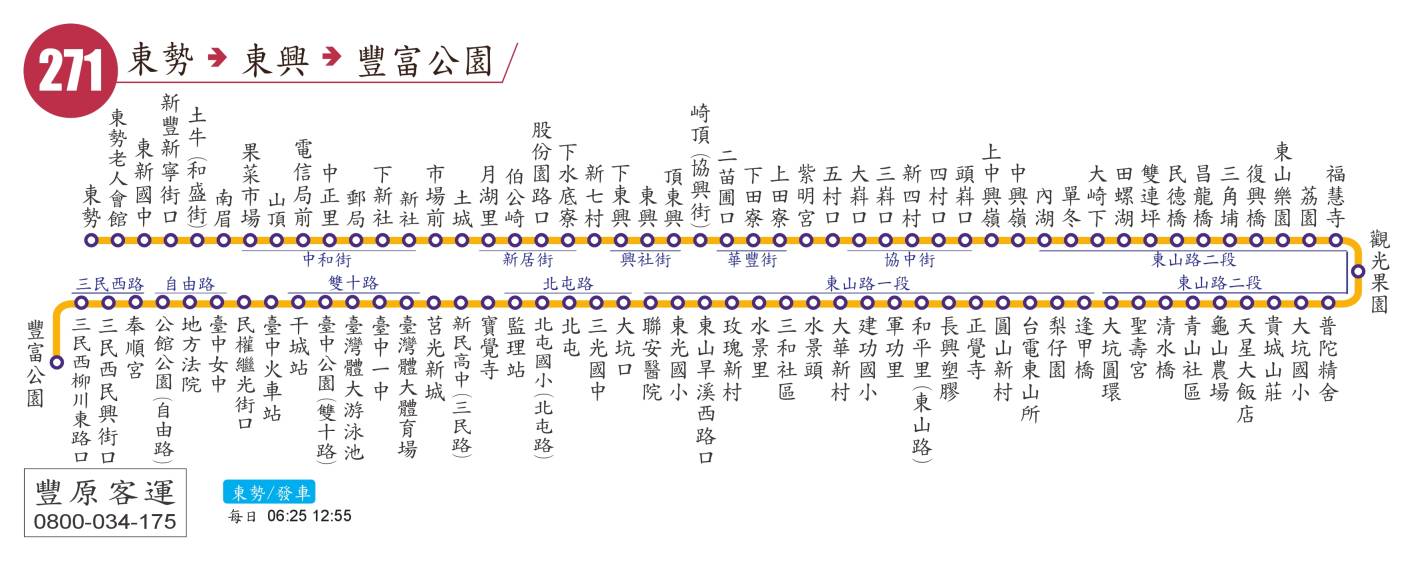 271 東勢→東興→豐富公園
東勢
東勢老人會館
東新國中
新豐新寧街口
土牛(和盛街)
南眉
果菜市場
山頂
電信局前
中正里
郵局
下新社
新社
市場前
土城
月湖里
伯公崎
股份園路口
下水底寮
新七村
下東興
東興
頂東興
崎頂(協興街)
二苗圃口
下田寮
上田寮
紫明宮
五村口
大科口
三科口
新四村
四村口
頭科口
上中興嶺
中興嶺
內湖
單冬
大崎下
田螺湖
雙連坪
民德橋
昌龍橋
三角埔
復興橋
東山樂園
荔園
福慧寺
觀光果園
中和街
新居街
興社街
華豐街
協中街
東山路二段
三民西路
自由路
雙十路
北屯路
東山路一段
東山路二段
豐富公園
三民西柳川東路口
三民西民興街口
奉順宮
公館公園(自由路)
地方法院
臺中女中
民權繼光街口
臺中火車站
干城站
臺中公園(雙十路)
臺灣體大游泳池
臺中一中
臺灣體大體育場
莒光新城
新民高中(三民路)
寶覺寺
監理站
北屯國小(北屯路)
北屯
三光國中
大坑口
聯安醫院
東光國小
東山旱溪西路口
玫瑰新村
水景里
三和社區
水景頭
大華新村
建功國小
軍功里
和平里(東山路)
長興塑膠
正覺寺
圓山新村
台電東山所
梨仔園
逢甲橋
大坑圓環
聖壽宮
清水橋
青山社區
龜山農場
天星大飯店
貴城山莊
大坑國小
普陀精舍
豐原客運
0800-034-175
東勢/發車
每日 06:25 12:55